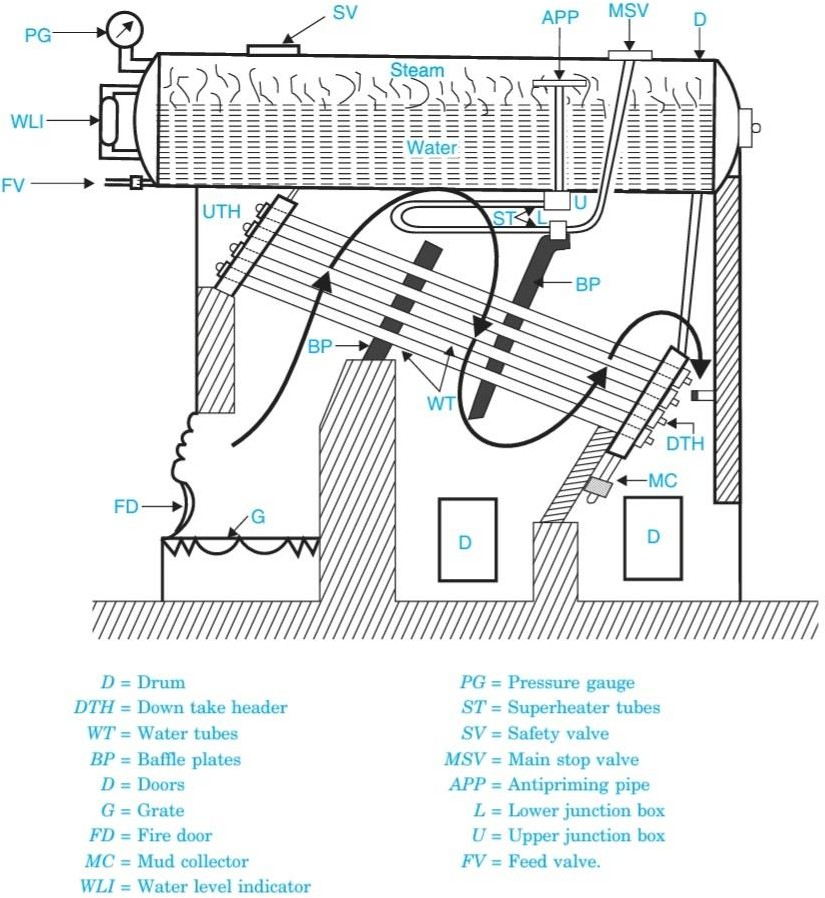 SV
PG
APP
MSV
D
Steam
WLI
Water
FV
UTH
U
ST
L
BP
BP
WT
DTH
MC
FD
G
D
D
D = Drum
DTH = Down take header
WT = Water tubes
BP = Baffle plates
D = Doors
G = Grate
FD = Fire door
MC = Mud collector
WLI = Water level indicator
PG = Pressure gauge
ST = Superheater tubes
SV = Safety valve
MSV = Main stop valve
APP = Antipriming pipe
L = Lower junction box
U = Upper junction box
FV = Feed valve.